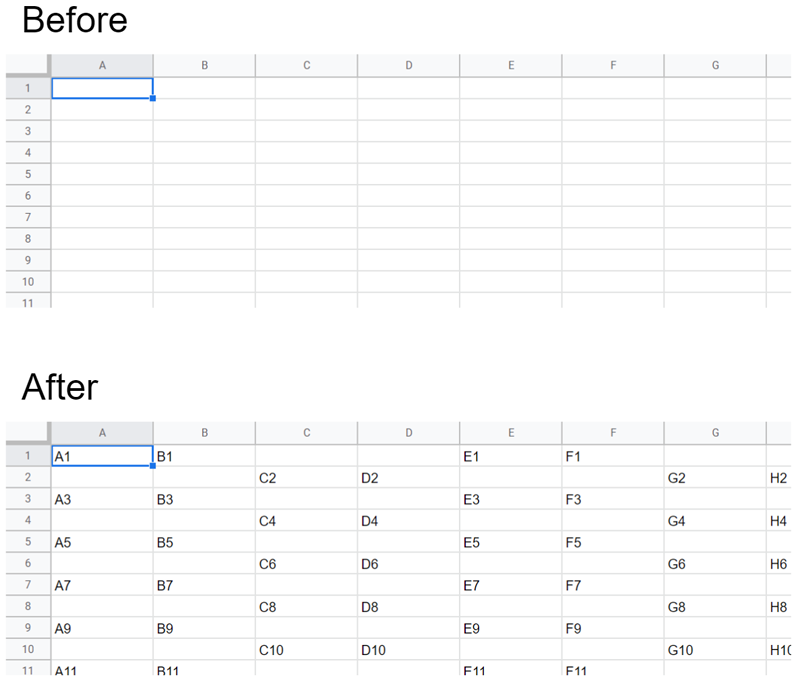 Before
A B C D E F G
1
2
3
4
5
6
7
8
9
10
11
After
A B C D E F G
1 A1 B1 E1 F1
2 C2 D2 G2 H2
3 A3 B3 E3 F3
4 C4 D4 G4 H4
5 A5 B5 E5 F5
6 C6 D6 G6 H6
7 A7 B7 E7 F7
8 C8 D8 G8 H8
9 A9 B9 E9 F9
10 C10 D10 G10 H10
11 A11 B11 E11 F11